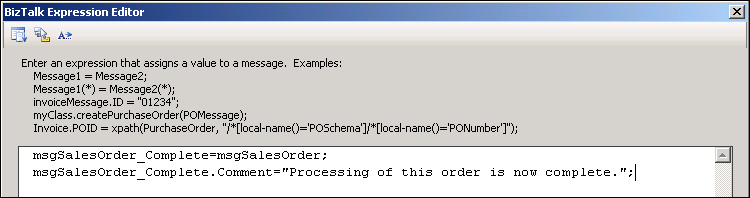 BizTalk Expression Editor
Enter an expression that assigns a value to a message. Examples:
Message1 = Message2;
Message1(*) = Message2(*);
invoiceMessage.ID = "01234";
myClass.createPurchaseOrder(POMessage);
Invoice.POID = xpath(PurchaseOrder, "/*[local-name()='POSchema']/*[local-name()='PONumber']");
msgSalesOrder_Complete=msgSalesOrder;
msgSalesOrder_Complete.Comment="Processing of this order is now complete.";